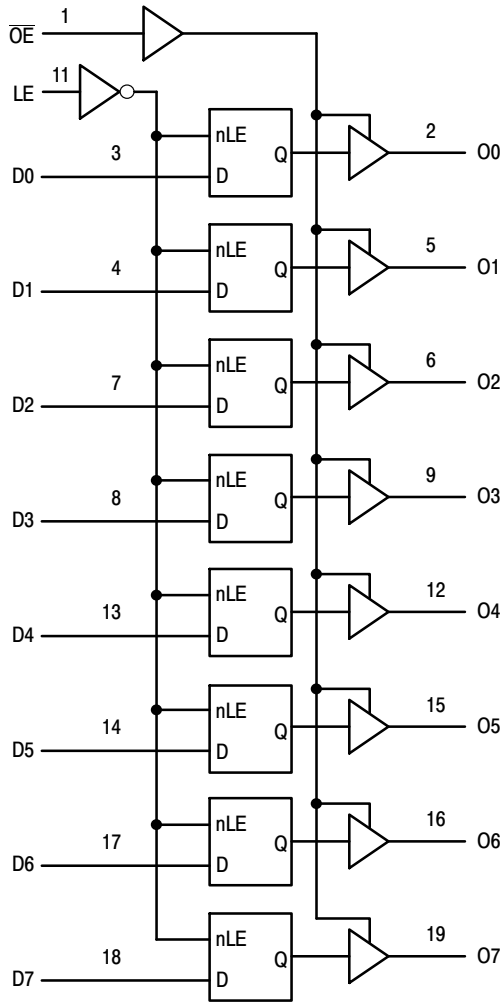 O̅E̅ 1
LE 11
nLE
3 Q 2 O0
D0 D
nLE
4 Q 5 O1
D1 D
nLE
7 Q 6 O2
D2 D
nLE
8 Q 9 O3
D3 D
nLE
13 Q 12 O4
D4 D
nLE
14 Q 15 O5
D5 D
nLE
17 Q 16 O6
D6 D
nLE
18 Q 19 O7
D7 D